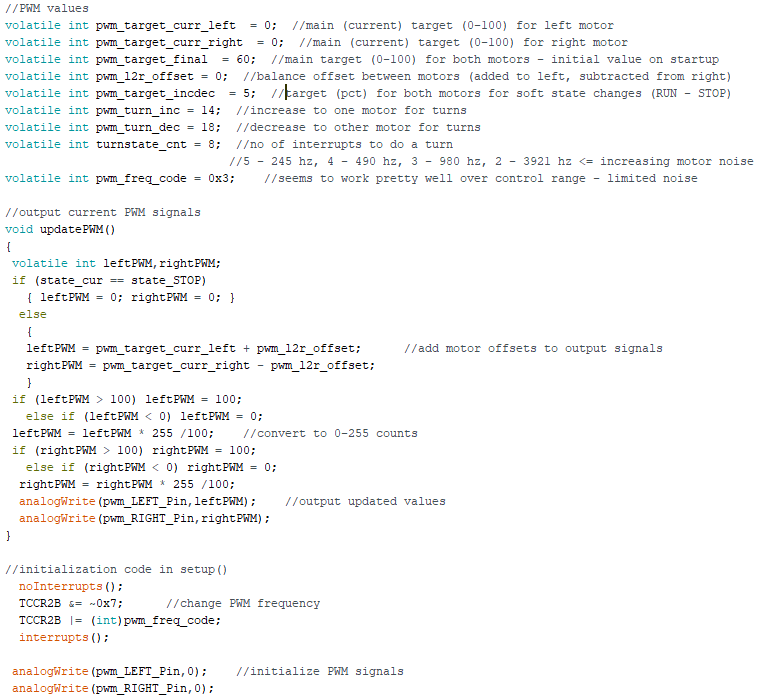 //PWM values
volatile int pwm_target_curr_left  = 0;  //main (current) target (0-100) for left motor
volatile int pwm_target_curr_right  = 0;  //main (current) target (0-100) for right motor
volatile int pwm_target_final  = 60;  //main target (0-100) for both motors - initial value on startup
volatile int pwm_l2r_offset = 0;  //balance offset between motors (added to left, subtracted from right)
volatile int pwm_target_incdec  = 5;  //target (pct) for both motors for soft state changes (RUN - STOP)
volatile int pwm_turn_inc = 14;  //increase to one motor for turns
volatile int pwm_turn_dec = 18;  //decrease to other motor for turns
volatile int turnstate_cnt = 8;  //no of interrupts to do a turn
                                //5 - 245 hz, 4 - 490 hz, 3 - 980 hz, 2 - 3921 hz <= increasing motor noise
volatile int pwm_freq_code = 0x3;    //seems to work pretty well over control range - limited noise

//output current PWM signals
void updatePWM()
{
 volatile int leftPWM,rightPWM;
 if (state_cur == state_STOP)
   { leftPWM = 0; rightPWM = 0; }
  else
   {
   leftPWM = pwm_target_curr_left + pwm_l2r_offset;      //add motor offsets to output signals
   rightPWM = pwm_target_curr_right - pwm_l2r_offset;
   }
 if (leftPWM > 100) leftPWM = 100;
   else if (leftPWM < 0) leftPWM = 0;
 leftPWM = leftPWM * 255 /100;    //convert to 0-255 counts
 if (rightPWM > 100) rightPWM = 100;
   else if (rightPWM < 0) rightPWM = 0;
  rightPWM = rightPWM * 255 /100;
  analogWrite(pwm_LEFT_Pin,leftPWM);    //output updated values
  analogWrite(pwm_RIGHT_Pin,rightPWM);
}

//initialization code in setup()
  noInterrupts();
  TCCR2B &= ~0x7;      //change PWM frequency
  TCCR2B |= (int)pwm_freq_code;
  interrupts();

 analogWrite(pwm_LEFT_Pin,0);    //initialize PWM signals
 analogWrite(pwm_RIGHT_Pin,0);